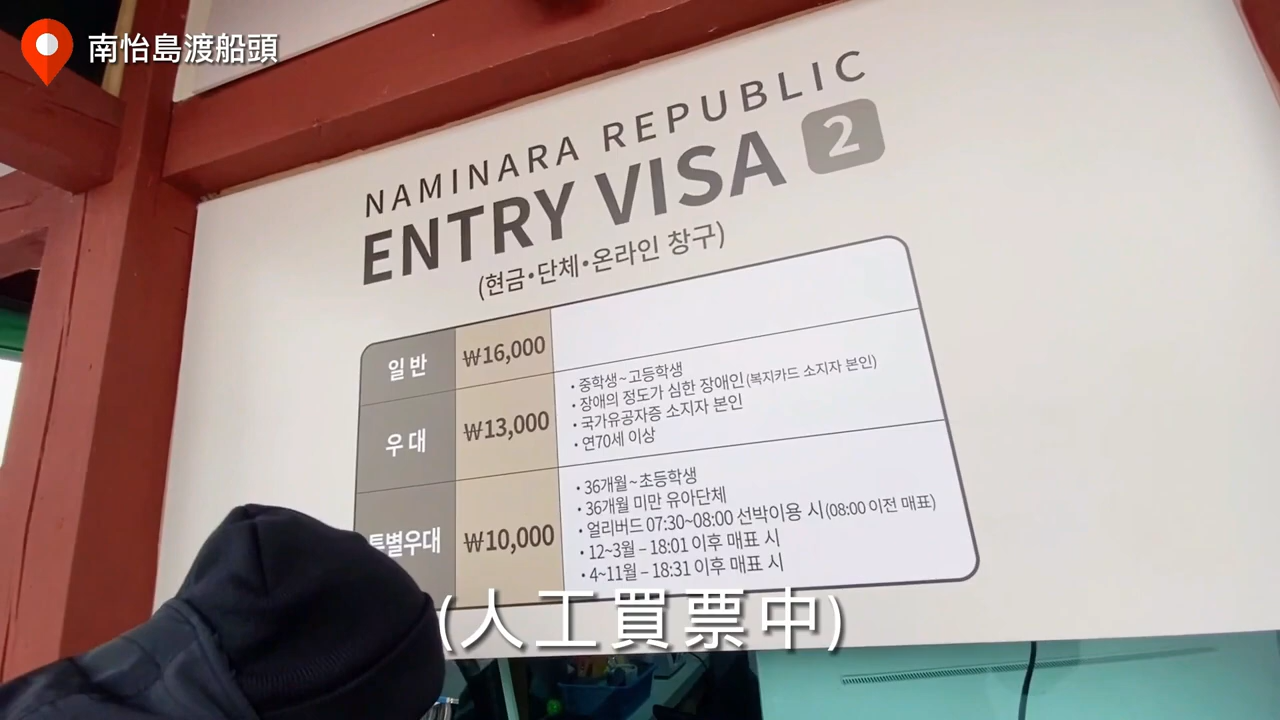 南怡島渡船頭
NAMINARA REPUBLIC
ENTRY VISA 2
(현금•단체•온라인 창구)
일반 ₩16,000
우대 ₩13,000
• 중학생~고등학생
• 장애의 정도가 심한 장애인(복지카드 소지자 본인)
• 국가유공자증 소지자 본인
• 연70세 이상
특별우대 ₩10,000
• 36개월~초등학생
• 36개월 미만 유아단체
• 얼리버드 07:30~08:00 선박이용 시(08:00 이전 매표)
• 12~3월 – 18:01 이후 매표 시
• 4~11월 – 18:31 이후 매표 시
(人工買票中)